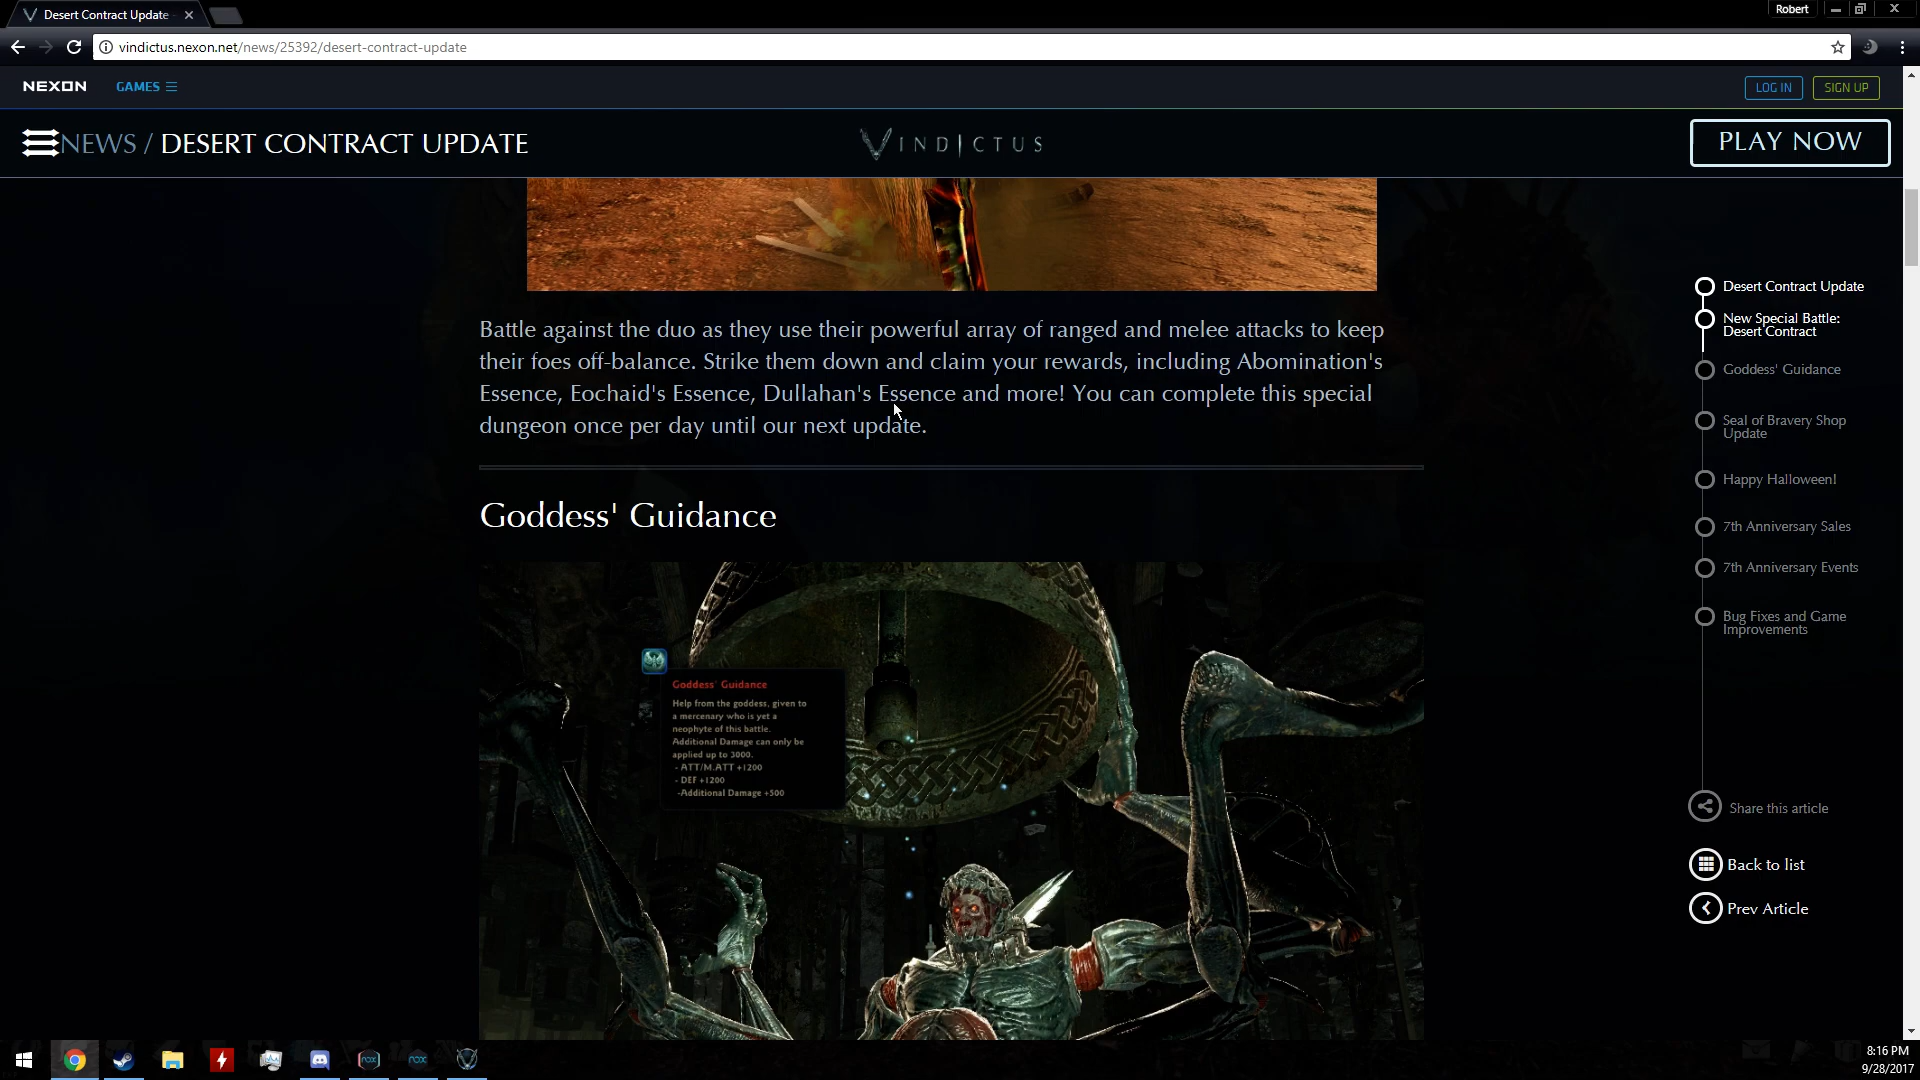 Desert Contract Update
Robert
vindictus.nexon.net/news/25392/desert-contract-update
NEXON
GAMES
LOG IN
SIGN UP
NEWS / DESERT CONTRACT UPDATE
VINDICTUS
PLAY NOW
Battle against the duo as they use their powerful array of ranged and melee attacks to keep
their foes off-balance. Strike them down and claim your rewards, including Abomination's
Essence, Eochaid's Essence, Dullahan's Essence and more! You can complete this special
dungeon once per day until our next update.
Goddess' Guidance
Goddess' Guidance
Help from the goddess, given to
a mercenary who is yet a
neophyte of this battle.
Additional Damage can only be
applied up to 3000.
- ATT/M.ATT +1200
- DEF +1200
-Additional Damage +500
Desert Contract Update
New Special Battle:
Desert Contract
Goddess' Guidance
Seal of Bravery Shop
Update
Happy Halloween!
7th Anniversary Sales
7th Anniversary Events
Bug Fixes and Game
Improvements
Share this article
Back to list
Prev Article
nox
nox
8:16 PM
9/28/2017